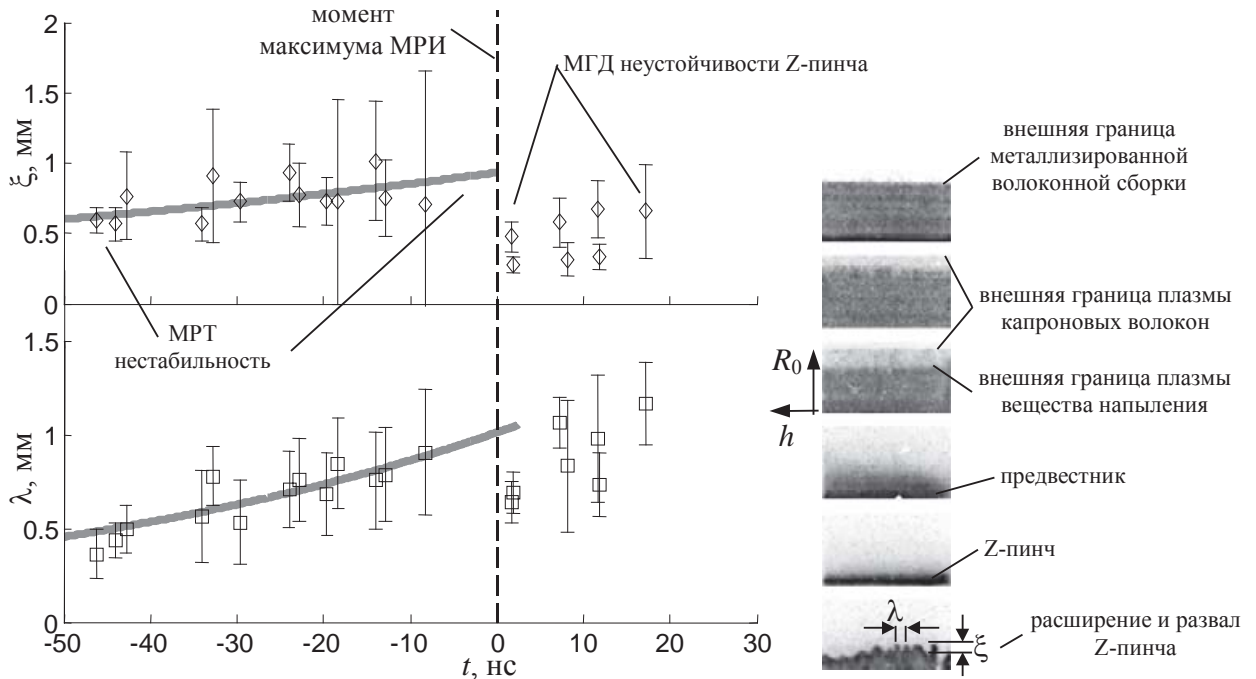 момент
максимума МРИ
МГД неустойчивости Z-пинча
2
1.5
1
0.5
0
ξ, мм
МРТ
нестабильность
1.5
1
0.5
0
λ, мм
-50 -40 -30 -20 -10 0 10 20 30
t, нс
внешняя граница
металлизированной
волоконной сборки
внешняя граница плазмы
капроновых волокон
R0
h
внешняя граница плазмы
вещества напыления
предвестник
Z-пинч
λ
ξ
расширение и развал
Z-пинча